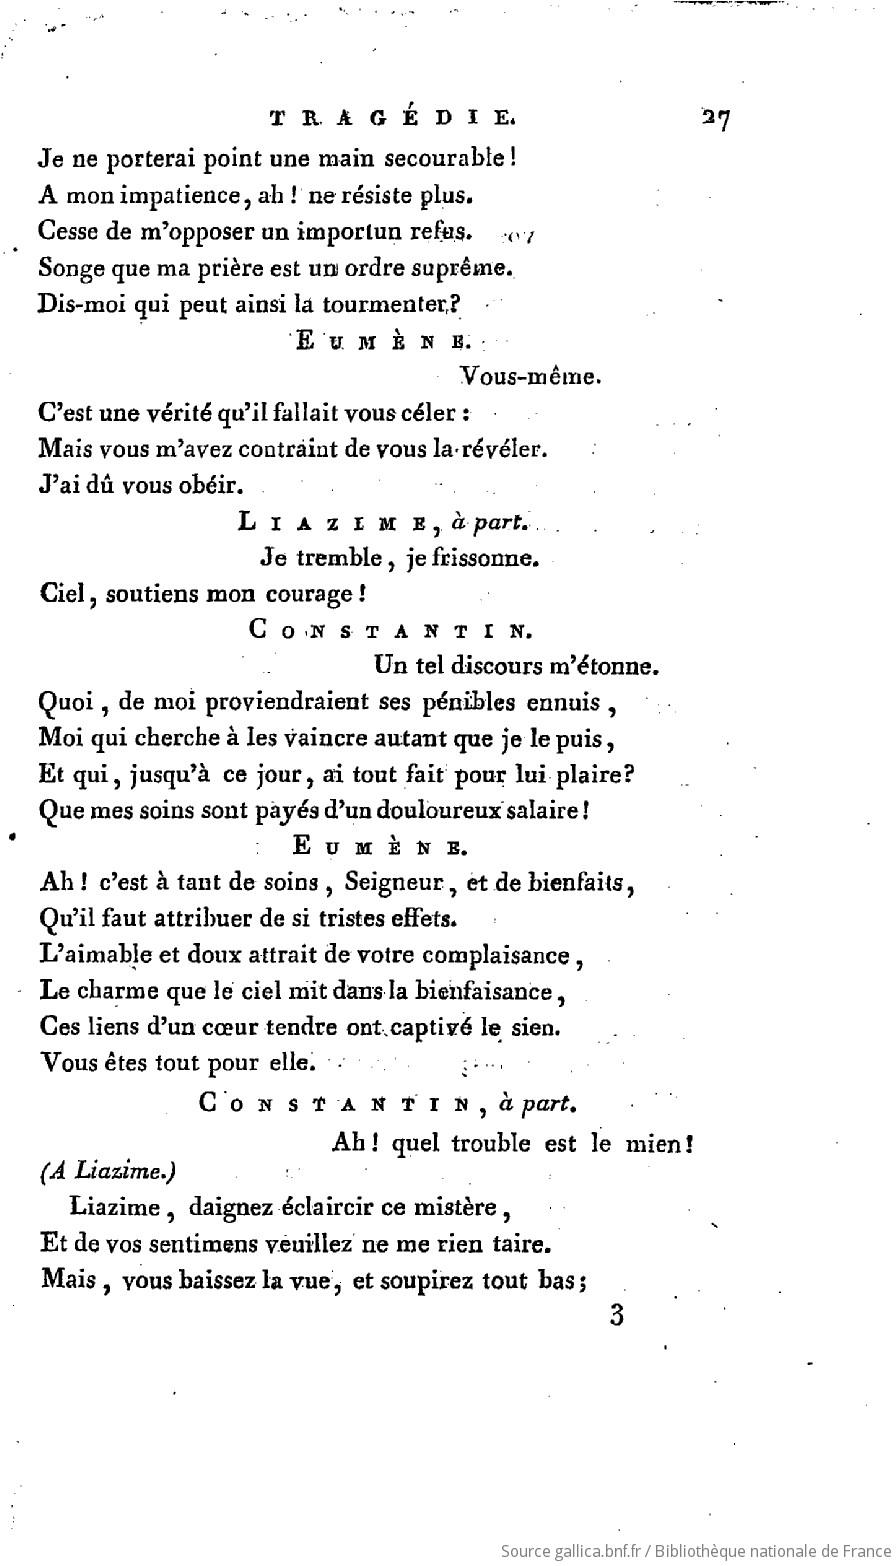 TRAGÉDIE. 27
Je ne porterai point une main secourable !
A mon impatience, ah ! ne résiste plus.
Cesse de m'opposer un importun refus.
Songe que ma prière est un ordre suprême.
Dis-moi qui peut ainsi la tourmenter ?
EUMÈNE.
Vous-même.
C'est une vérité qu'il fallait vous céler :
Mais vous m'avez contraint de vous la révéler.
J'ai dû vous obéir.
LIAZIME, à part.
Je tremble, je frissonne.
Ciel, soutiens mon courage !
CONSTANTIN.
Un tel discours m'étonne.
Quoi, de moi proviendraient ses pénibles ennuis,
Moi qui cherche à les vaincre autant que je le puis,
Et qui, jusqu'à ce jour, ai tout fait pour lui plaire?
Que mes soins sont payés d'un douloureux salaire !
EUMÈNE.
Ah ! c'est à tant de soins, Seigneur, et de bienfaits,
Qu'il faut attribuer de si tristes effets.
L'aimable et doux attrait de votre complaisance,
Le charme que le ciel mit dans la bienfaisance,
Ces liens d'un cœur tendre ont captivé le sien.
Vous êtes tout pour elle.
CONSTANTIN, à part.
Ah ! quel trouble est le mien !
(A Liazime.)
Liazime, daignez éclaircir ce mistère,
Et de vos sentimens veuillez ne me rien taire.
Mais, vous baissez la vue, et soupirez tout bas;
3
Source gallica.bnf.fr / Bibliothèque nationale de France